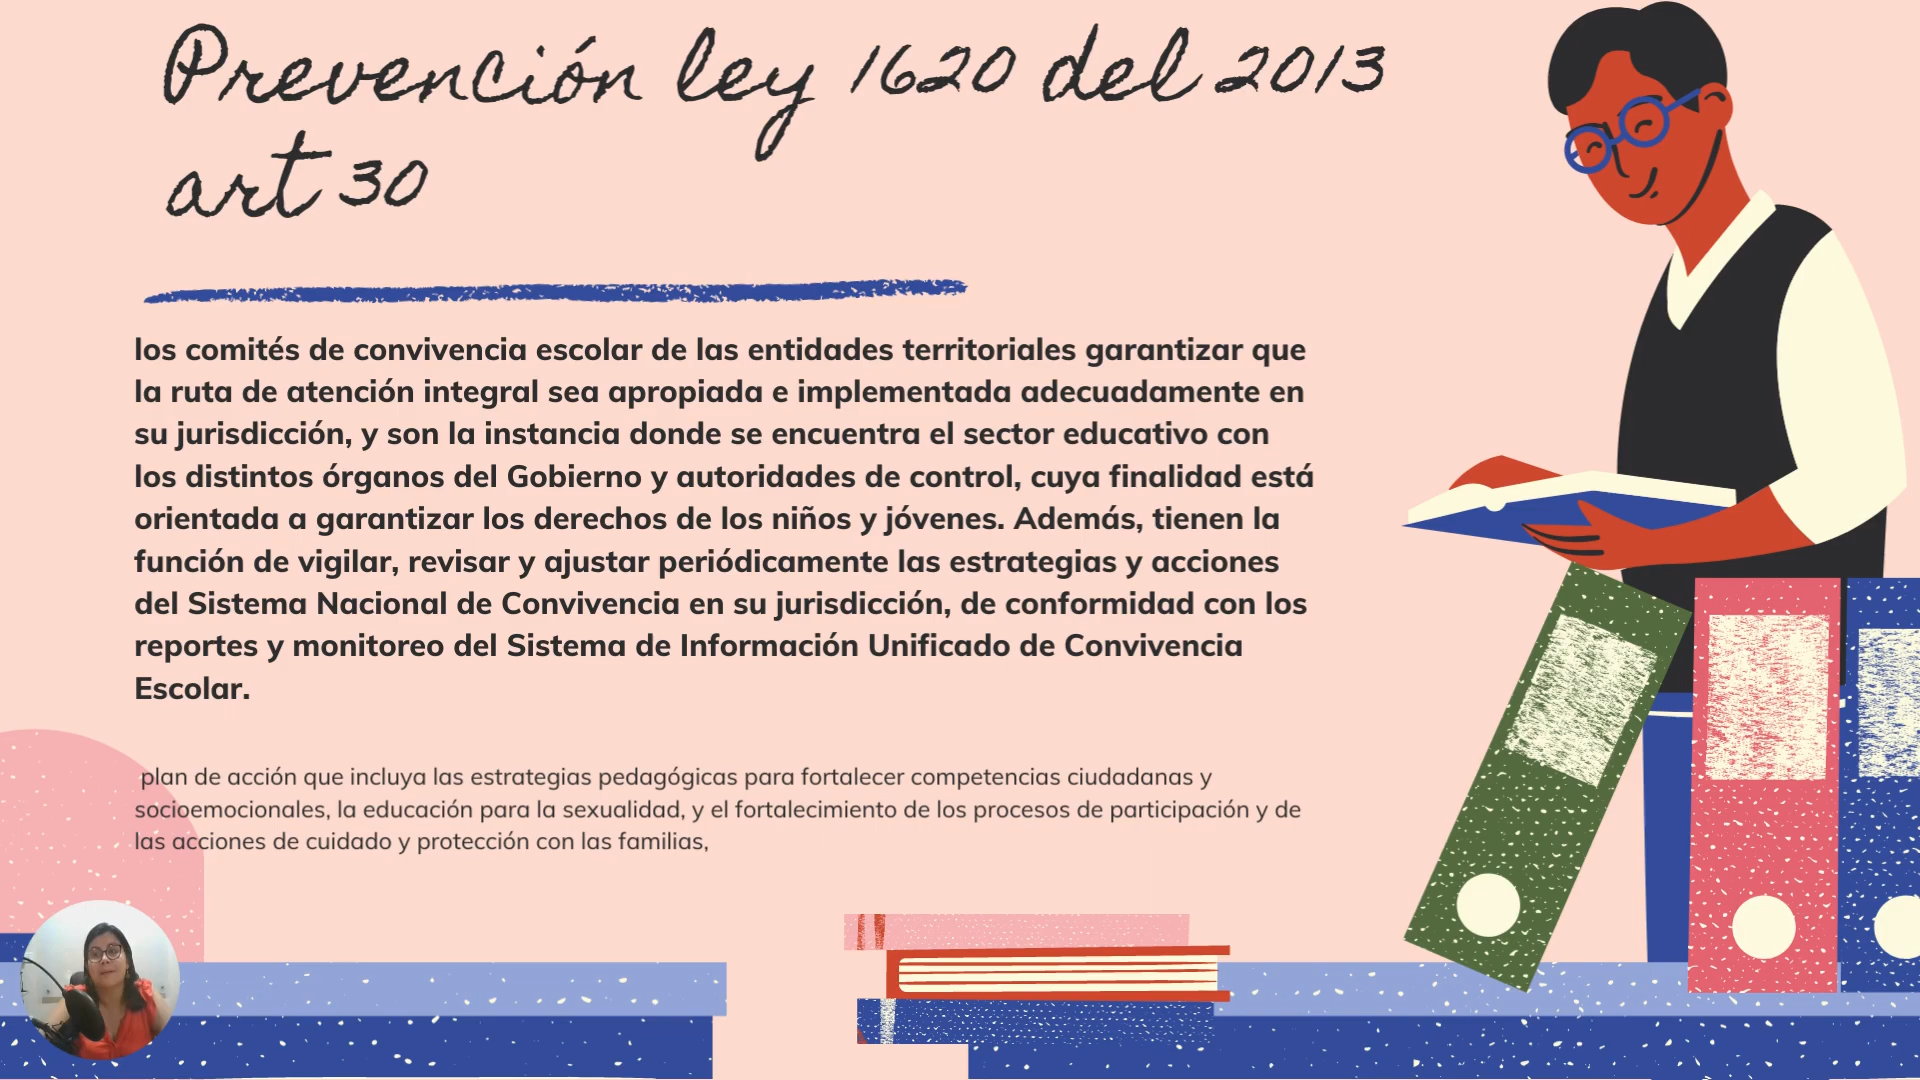 Prevención ley 1620 del 2013
art 30
los comités de convivencia escolar de las entidades territoriales garantizar que
la ruta de atención integral sea apropiada e implementada adecuadamente en
su jurisdicción, y son la instancia donde se encuentra el sector educativo con
los distintos órganos del Gobierno y autoridades de control, cuya finalidad está
orientada a garantizar los derechos de los niños y jóvenes. Además, tienen la
función de vigilar, revisar y ajustar periódicamente las estrategias y acciones
del Sistema Nacional de Convivencia en su jurisdicción, de conformidad con los
reportes y monitoreo del Sistema de Información Unificado de Convivencia
Escolar.
plan de acción que incluya las estrategias pedagógicas para fortalecer competencias ciudadanas y
socioemocionales, la educación para la sexualidad, y el fortalecimiento de los procesos de participación y de
las acciones de cuidado y protección con las familias,